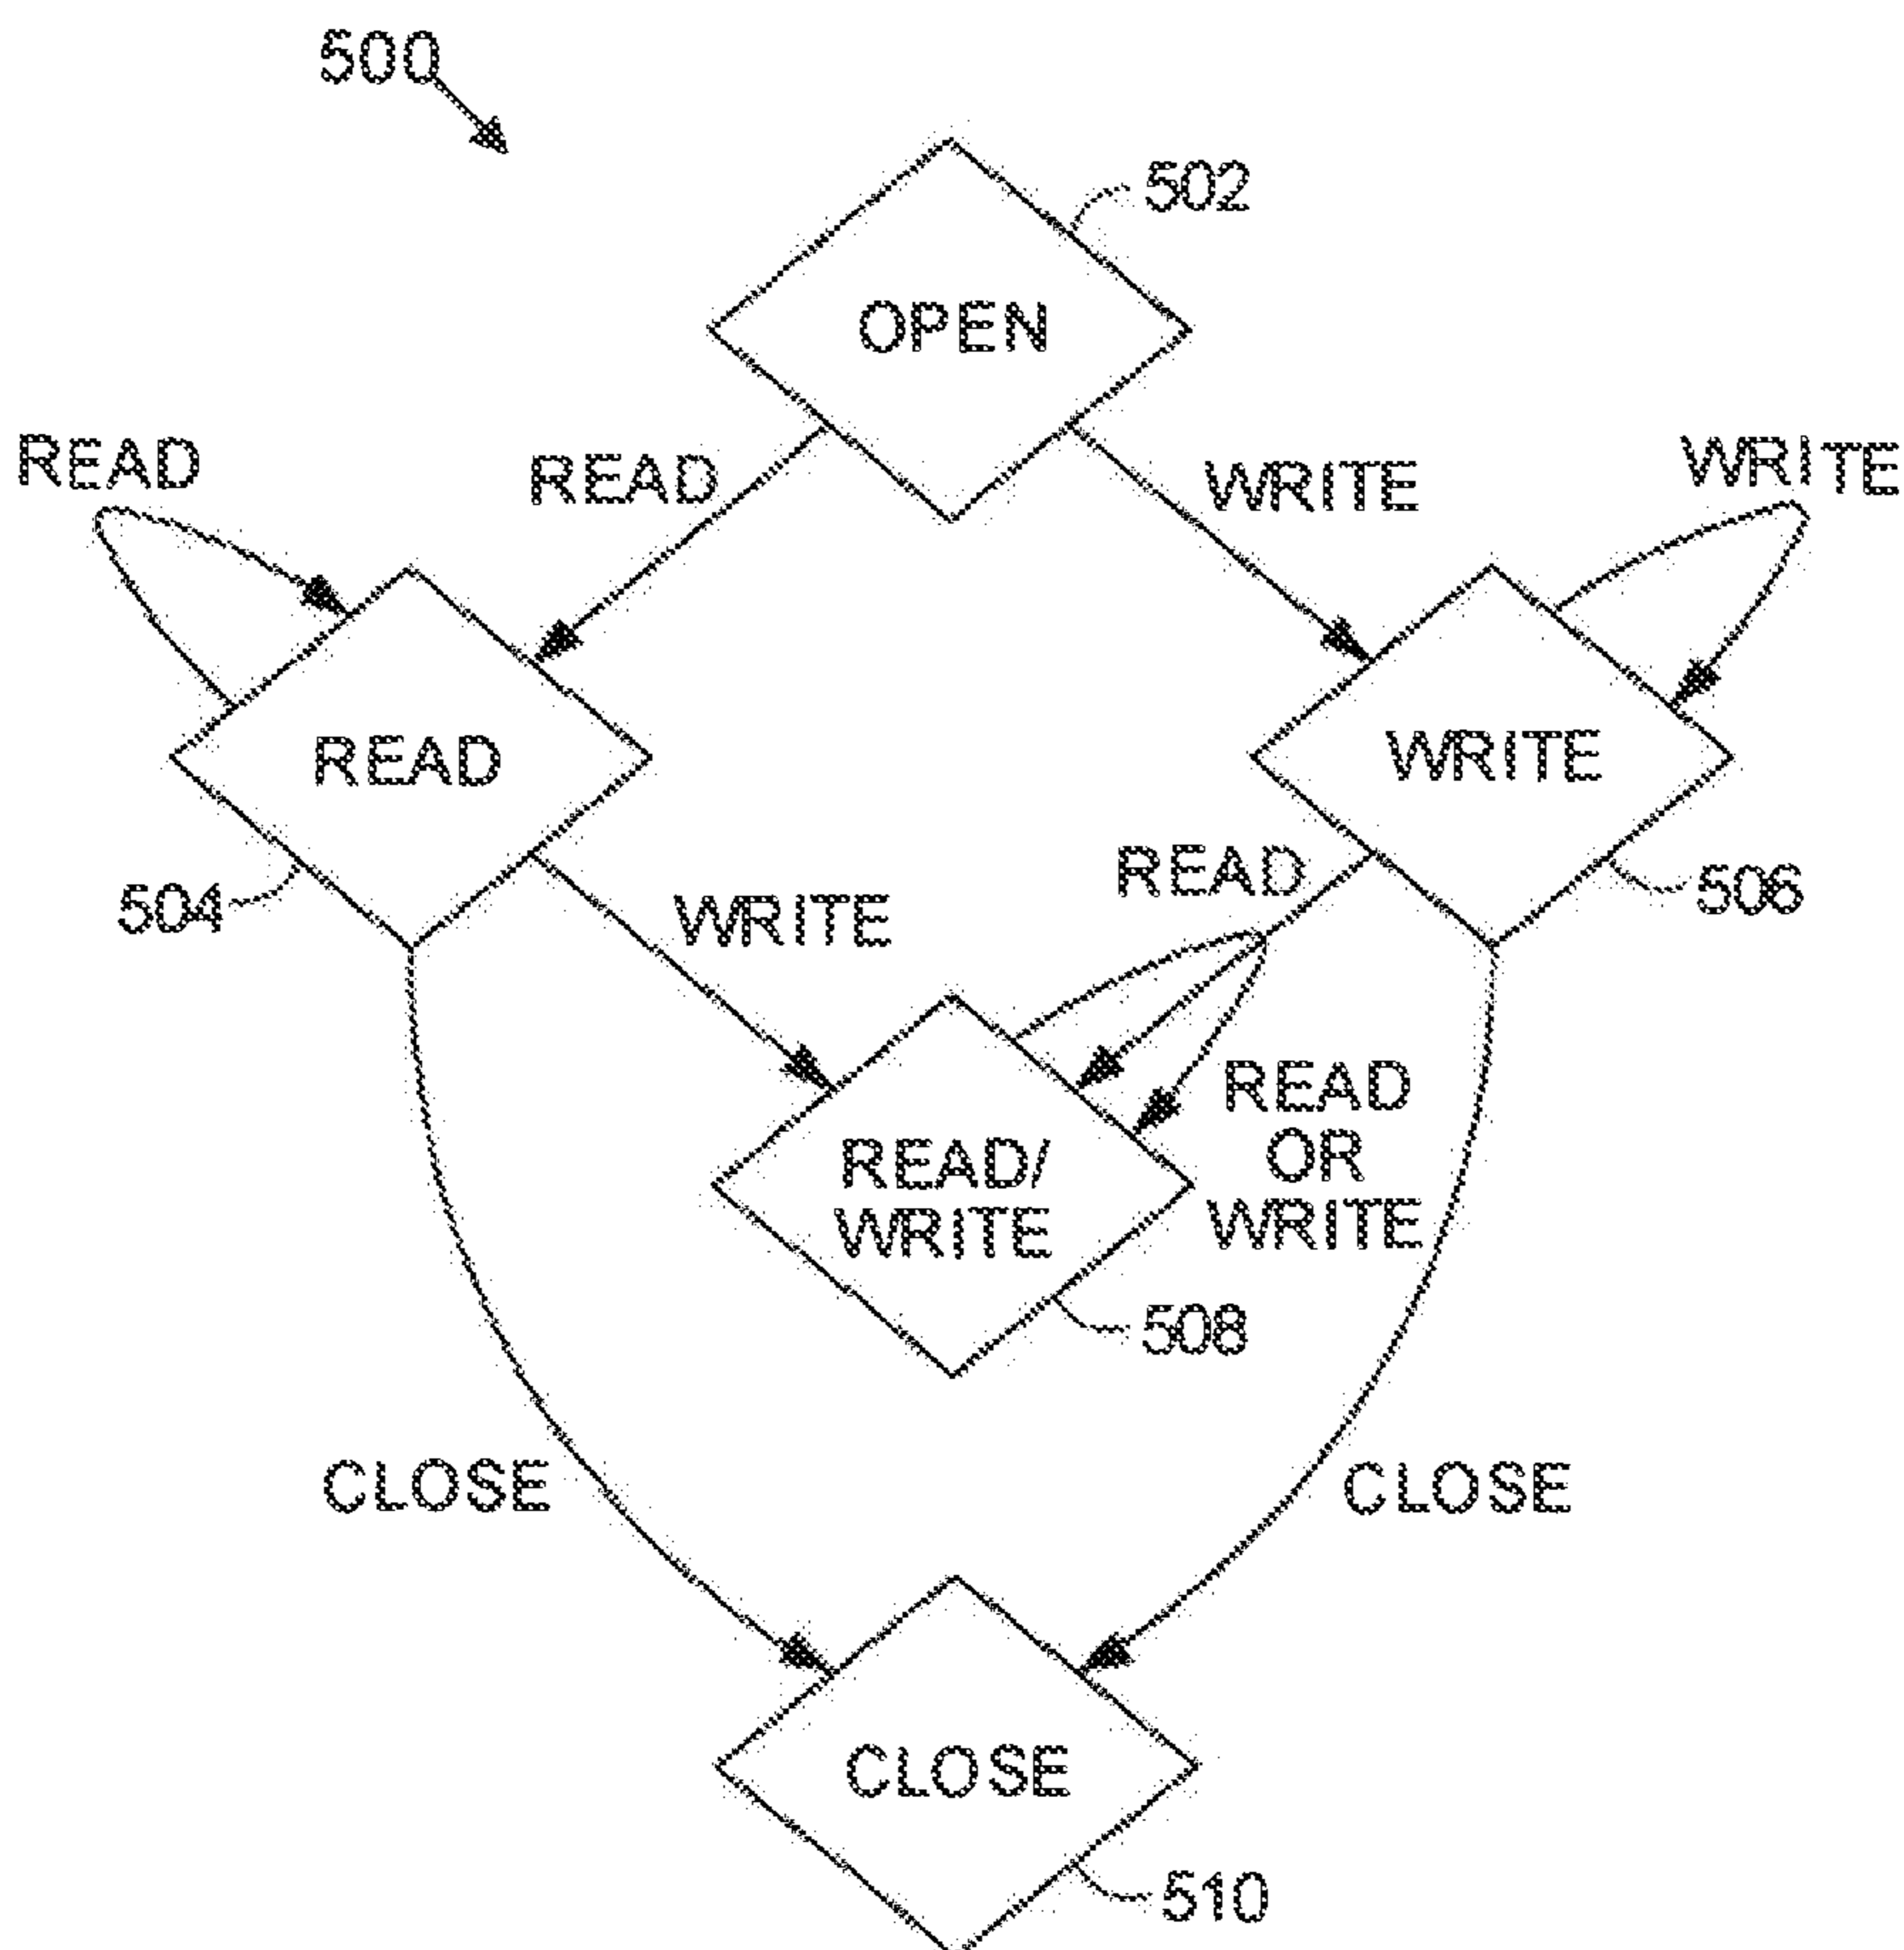 500
502
OPEN
READ
READ
WRITE
WRITE
READ
WRITE
READ
504
WRITE
506
READ
OR
WRITE
READ/
WRITE
508
CLOSE
CLOSE
CLOSE
510